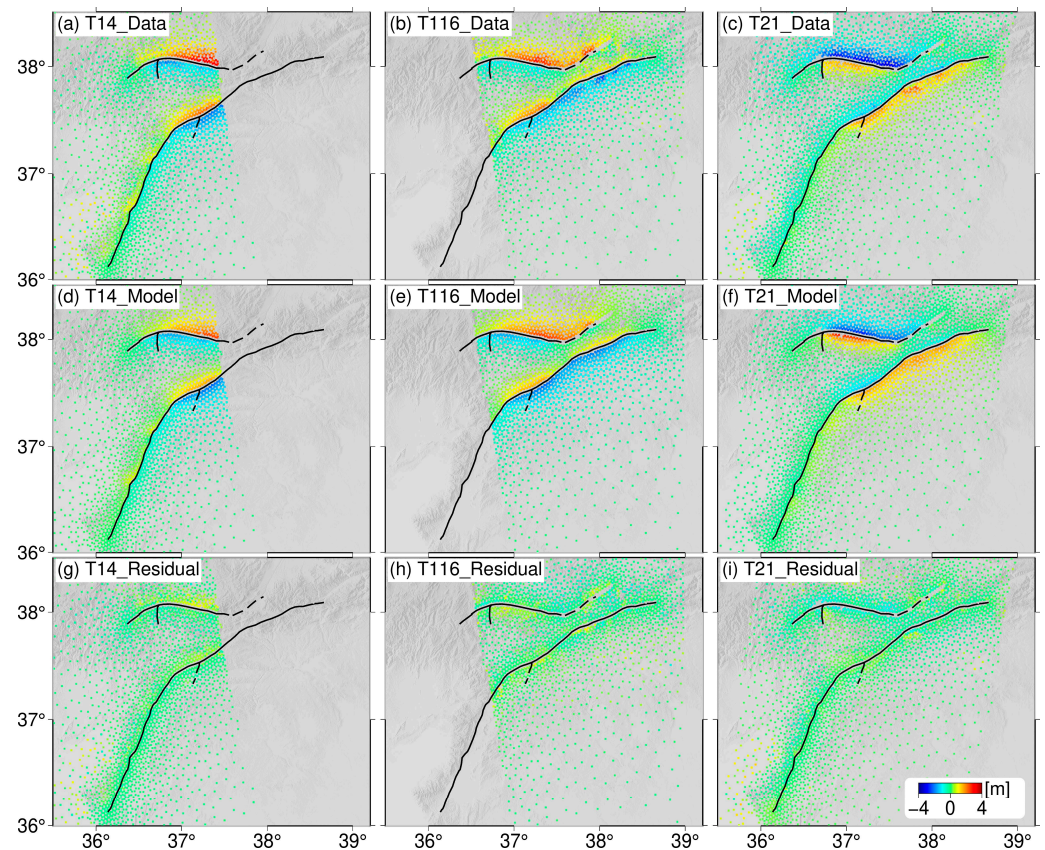 (a) T14_Data
(b) T116_Data
(c) T21_Data
38°
37°
36°
(d) T14_Model
(e) T116_Model
(f) T21_Model
38°
37°
36°
(g) T14_Residual
(h) T116_Residual
(i) T21_Residual
38°
37°
36°
[m]
−4 0 4
36° 37° 38° 39° 36° 37° 38° 39° 36° 37° 38° 39°